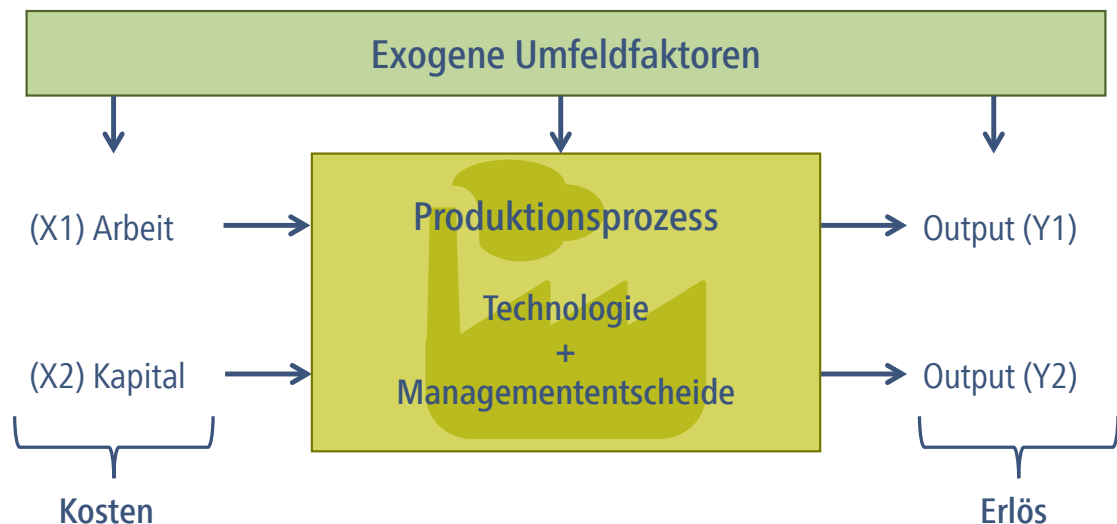 Exogene Umfeldfaktoren
(X1) Arbeit
Produktionsprozess
Output (Y1)
Technologie
+
(X2) Kapital
Managemententscheide
Output (Y2)
Kosten
Erlös